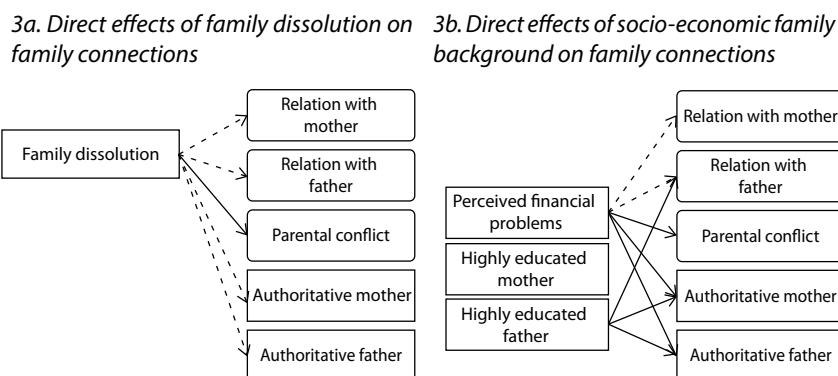 3a. Direct effects of family dissolution on
family connections
Relation with
mother
Family dissolution
Relation with
father
Parental conflict
Authoritative mother
Authoritative father
3b. Direct effects of socio-economic family
background on family connections
Relation with mother
Relation with
father
Perceived financial
problems
Parental conflict
Highly educated
mother
Authoritative mother
Highly educated
father
Authoritative father